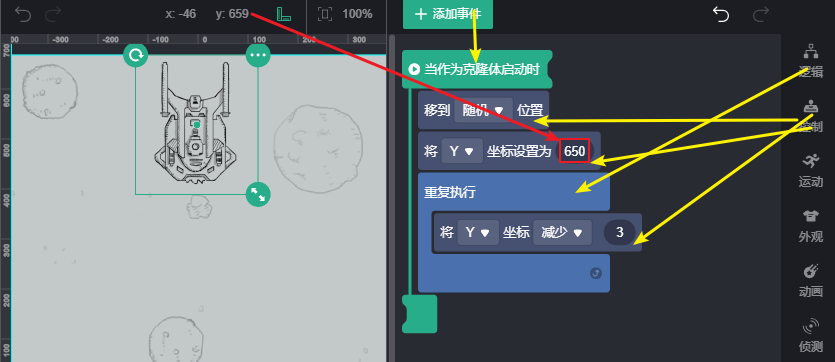 x: -46 y: 659 100% 添加事件
-300 -200 -100 0 100 200 300
700
600
500
400
300
200
100
当作为克隆体启动时
移到 随机 位置
将 Y 坐标设置为 650
重复执行
将 Y 坐标 减少 3
逻辑
控制
运动
外观
动画
侦测